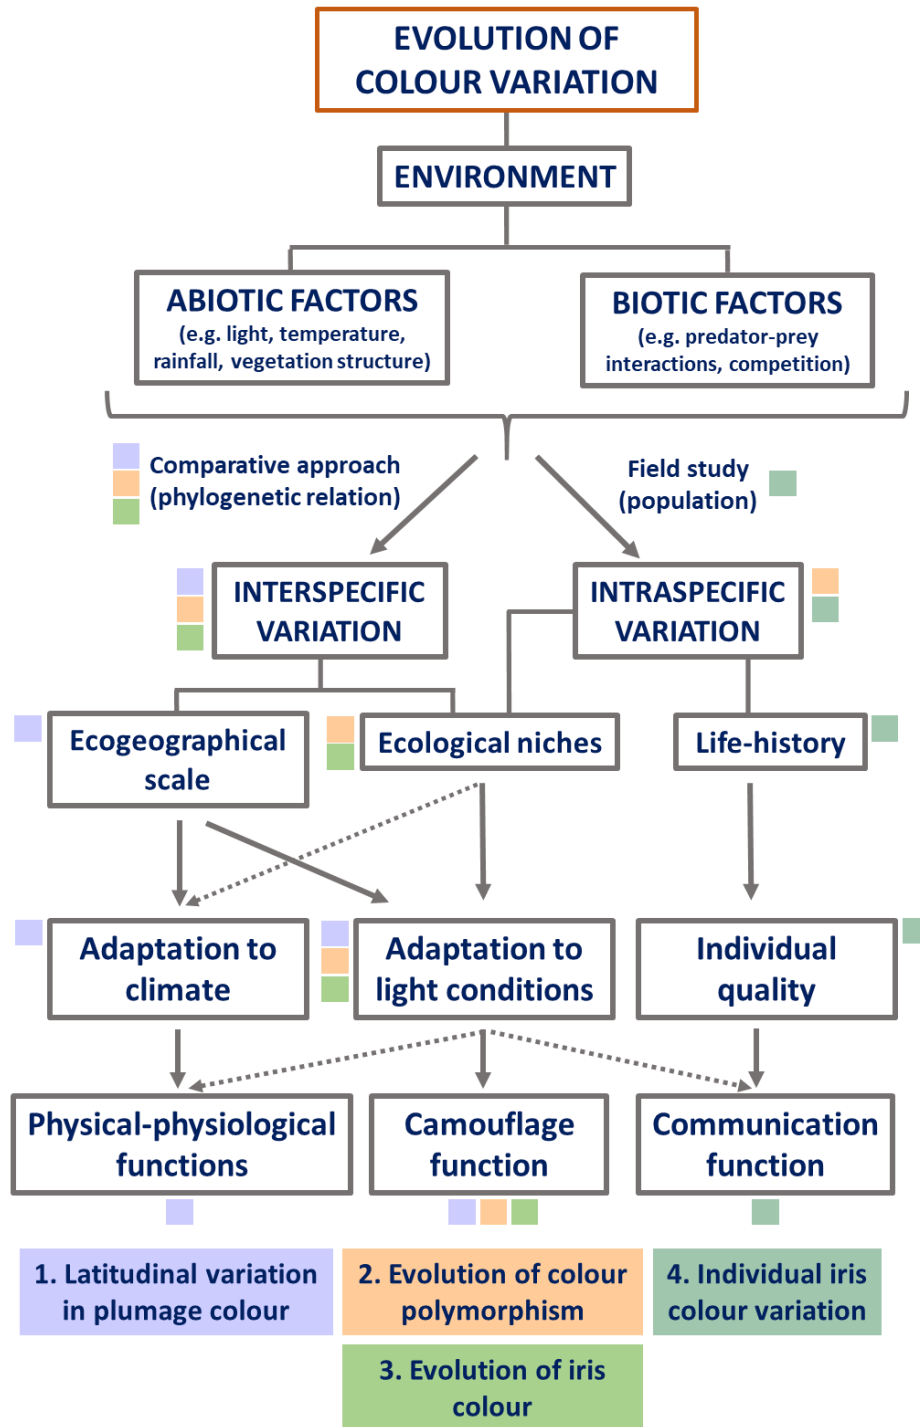 EVOLUTION OF
COLOUR VARIATION
ENVIRONMENT
ABIOTIC FACTORS
(e.g. light, temperature,
rainfall, vegetation structure)
BIOTIC FACTORS
(e.g. predator-prey
interactions, competition)
Comparative approach
(phylogenetic relation)
Field study
(population)
INTERSPECIFIC
VARIATION
INTRASPECIFIC
VARIATION
Ecogeographical
scale
Ecological niches
Life-history
Adaptation to
climate
Adaptation to
light conditions
Individual
quality
Physical-physiological
functions
Camouflage
function
Communication
function
1. Latitudinal variation
in plumage colour
2. Evolution of colour
polymorphism
4. Individual iris
colour variation
3. Evolution of iris
colour